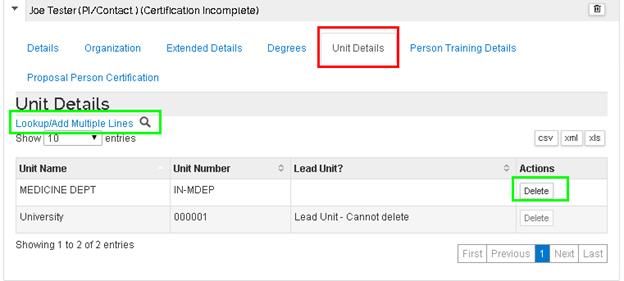 Joe Tester (PI/Contact ) (Certification Incomplete)
Details Organization Extended Details Degrees Unit Details Person Training Details
Proposal Person Certification
Unit Details
Lookup/Add Multiple Lines
Show 10 entries csv xml xls
Unit Name Unit Number Lead Unit? Actions
MEDICINE DEPT IN-MDEP Delete
University 000001 Lead Unit - Cannot delete Delete
Showing 1 to 2 of 2 entries
First Previous 1 Next Last